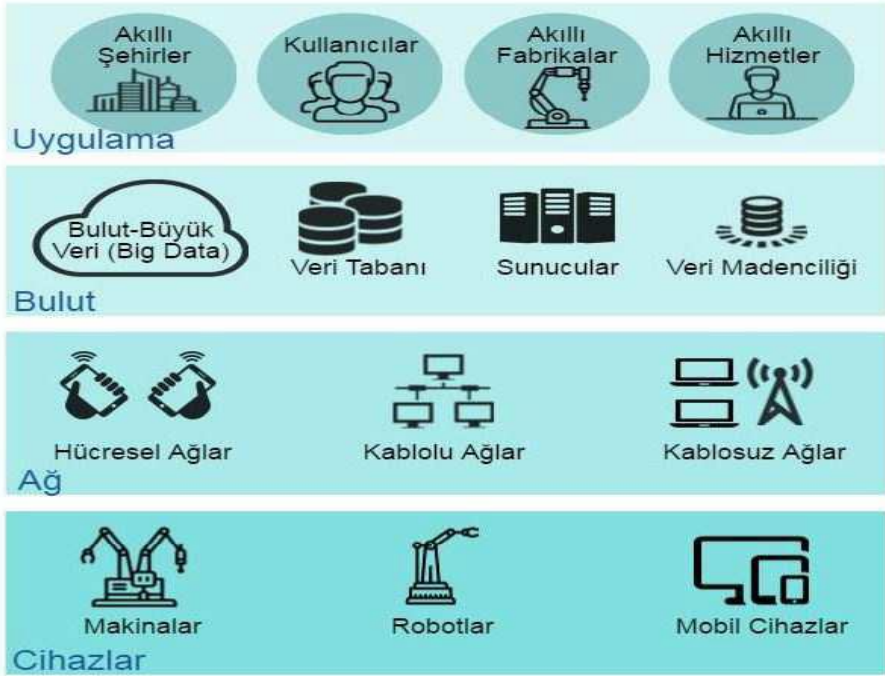 Akıllı
Şehirler
Kullanıcılar
Akıllı
Fabrikalar
Akıllı
Hizmetler
Uygulama
Bulut-Büyük
Veri (Big Data)
Veri Tabanı
Sunucular
Veri Madenciliği
Bulut
Hücresel Ağlar
Kablolu Ağlar
Kablosuz Ağlar
Ağ
Makinalar
Robotlar
Mobil Cihazlar
Cihazlar